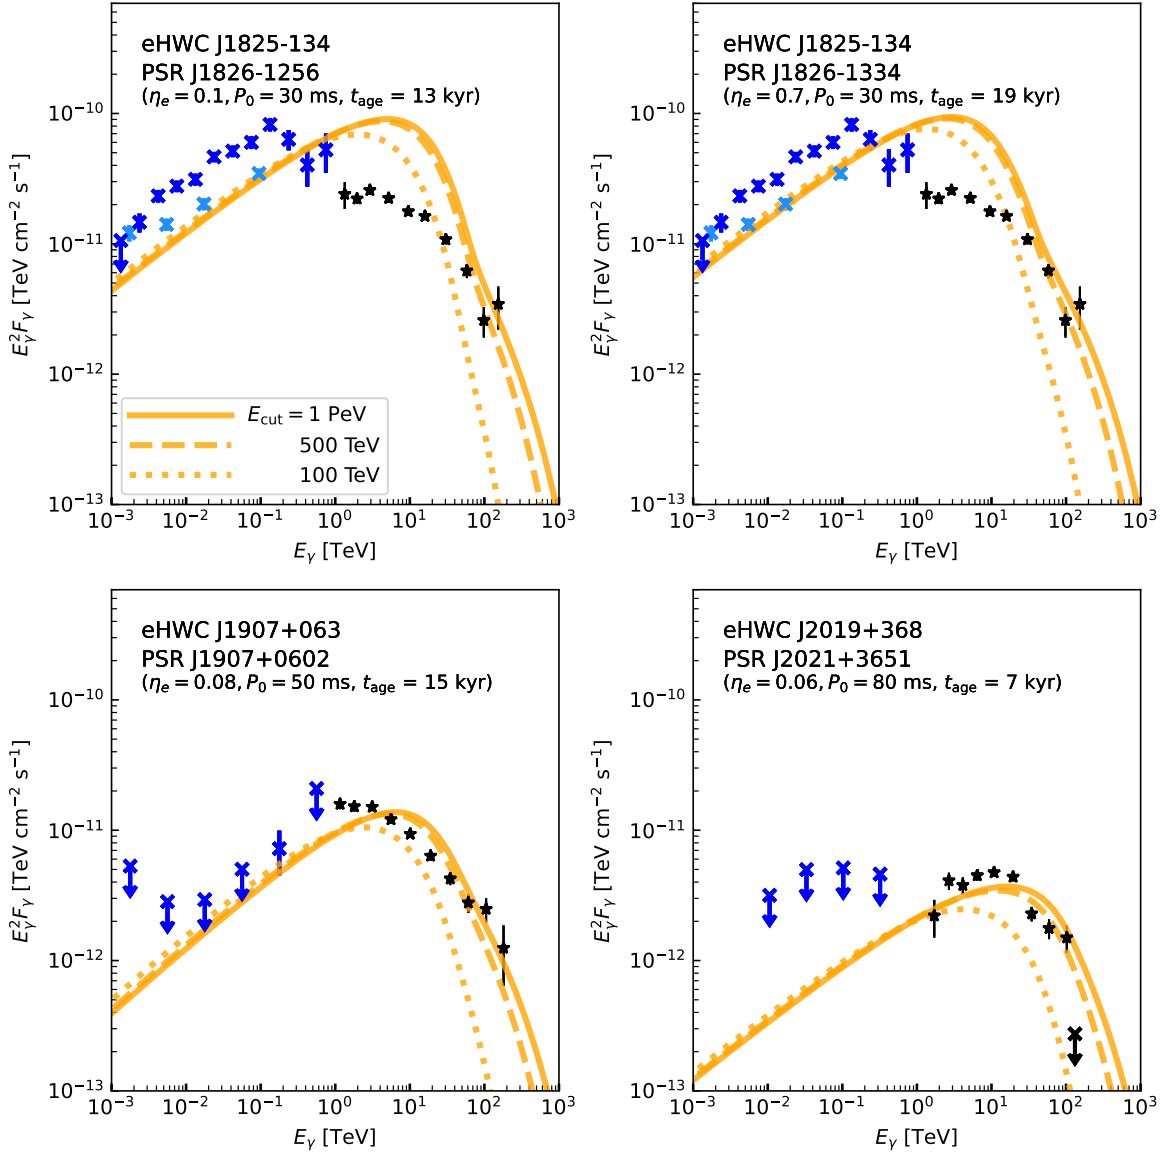 eHWC J1825-134
PSR J1826-1256
(ηₑ = 0.1, P₀ = 30 ms, t_age = 13 kyr)
10⁻¹⁰
10⁻¹¹
10⁻¹²
10⁻¹³
E²ᵧFᵧ [TeV cm⁻² s⁻¹]
E_cut = 1 PeV
500 TeV
100 TeV
10⁻³ 10⁻² 10⁻¹ 10⁰ 10¹ 10² 10³
Eᵧ [TeV]
eHWC J1825-134
PSR J1826-1334
(ηₑ = 0.7, P₀ = 30 ms, t_age = 19 kyr)
10⁻¹⁰
10⁻¹¹
10⁻¹²
10⁻¹³
E²ᵧFᵧ [TeV cm⁻² s⁻¹]
10⁻³ 10⁻² 10⁻¹ 10⁰ 10¹ 10² 10³
Eᵧ [TeV]
eHWC J1907+063
PSR J1907+0602
(ηₑ = 0.08, P₀ = 50 ms, t_age = 15 kyr)
10⁻¹⁰
10⁻¹¹
10⁻¹²
10⁻¹³
E²ᵧFᵧ [TeV cm⁻² s⁻¹]
10⁻³ 10⁻² 10⁻¹ 10⁰ 10¹ 10² 10³
Eᵧ [TeV]
eHWC J2019+368
PSR J2021+3651
(ηₑ = 0.06, P₀ = 80 ms, t_age = 7 kyr)
10⁻¹⁰
10⁻¹¹
10⁻¹²
10⁻¹³
E²ᵧFᵧ [TeV cm⁻² s⁻¹]
10⁻³ 10⁻² 10⁻¹ 10⁰ 10¹ 10² 10³
Eᵧ [TeV]